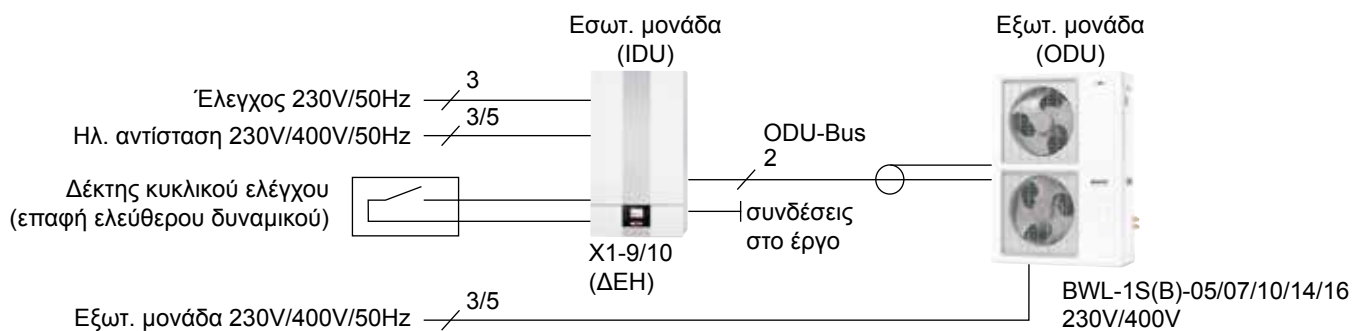 Εσωτ. μονάδα
(IDU)
Εξωτ. μονάδα
(ODU)
Έλεγχος 230V/50Hz
3
Ηλ. αντίσταση 230V/400V/50Hz
3/5
ODU-Bus
2
Δέκτης κυκλικού ελέγχου
(επαφή ελεύθερου δυναμικού)
συνδέσεις
στο έργο
X1-9/10
(ΔΕΗ)
Εξωτ. μονάδα 230V/400V/50Hz
3/5
BWL-1S(B)-05/07/10/14/16
230V/400V